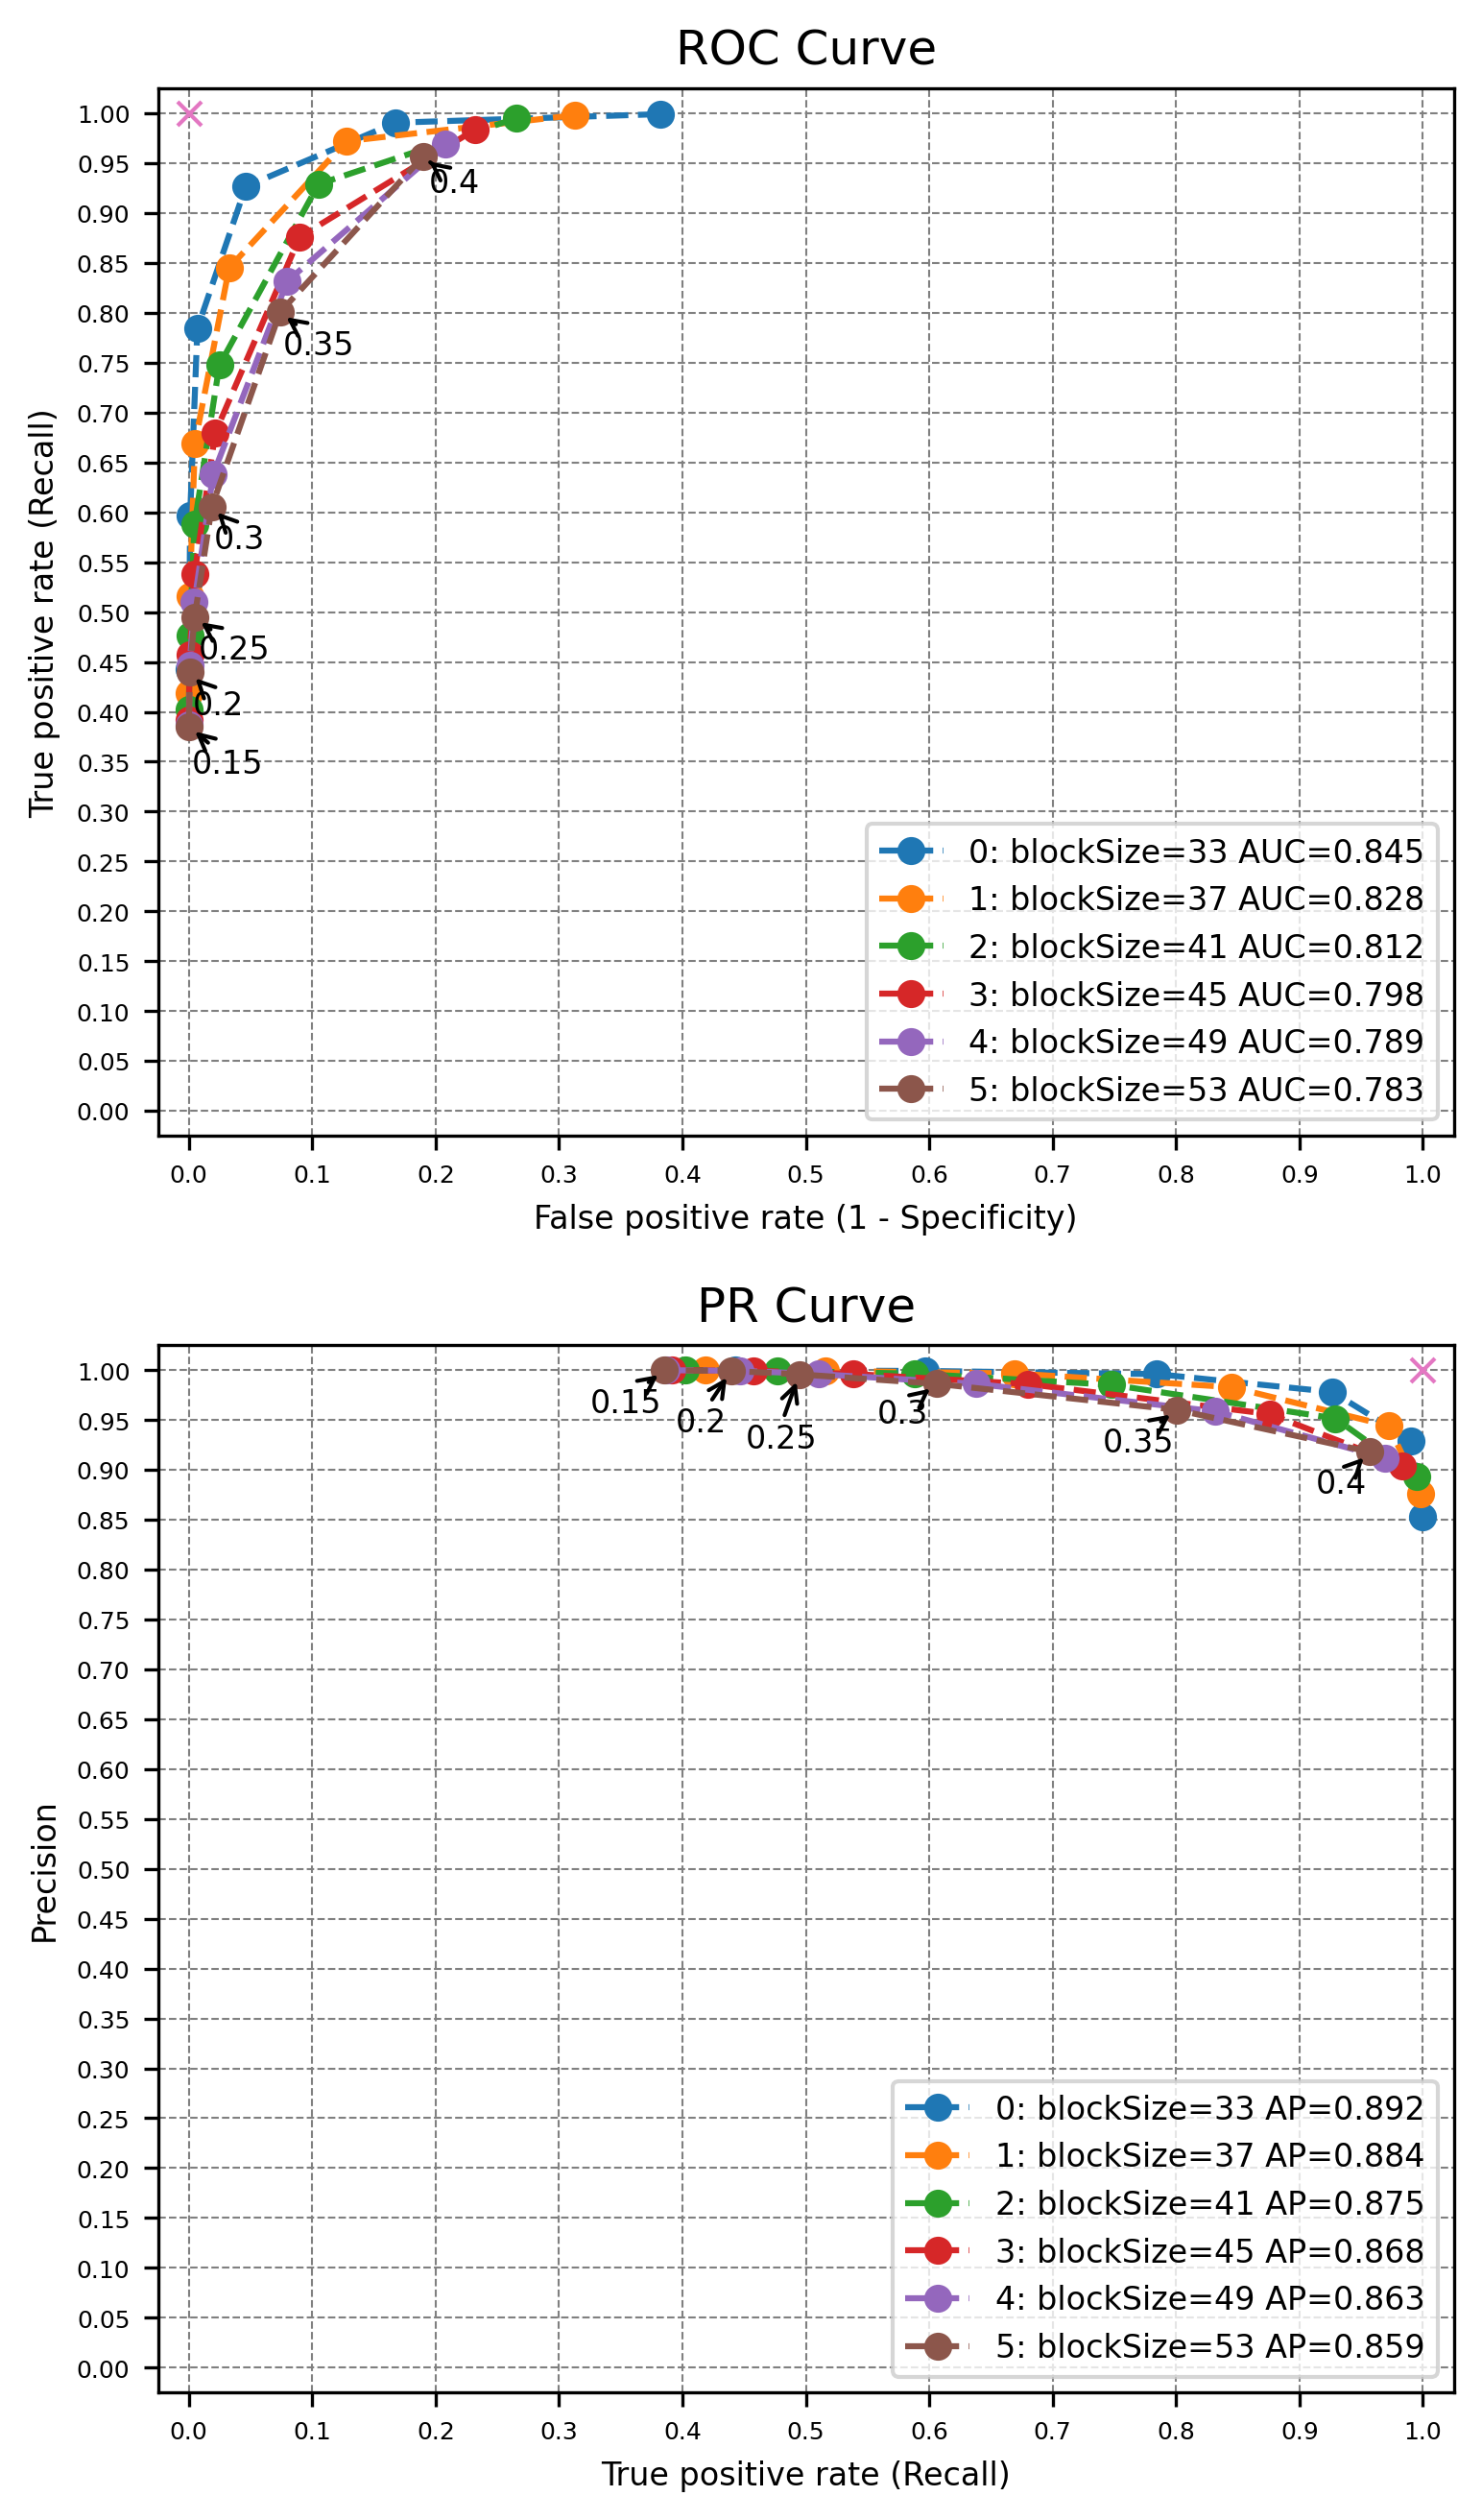 ROC Curve
True positive rate (Recall)
1.00
0.95
0.90
0.85
0.80
0.75
0.70
0.65
0.60
0.55
0.50
0.45
0.40
0.35
0.30
0.25
0.20
0.15
0.10
0.05
0.00
0.4
0.35
0.3
0.25
0.2
0.15
0: blockSize=33 AUC=0.845
1: blockSize=37 AUC=0.828
2: blockSize=41 AUC=0.812
3: blockSize=45 AUC=0.798
4: blockSize=49 AUC=0.789
5: blockSize=53 AUC=0.783
0.0 0.1 0.2 0.3 0.4 0.5 0.6 0.7 0.8 0.9 1.0
False positive rate (1 - Specificity)
PR Curve
Precision
1.00
0.95
0.90
0.85
0.80
0.75
0.70
0.65
0.60
0.55
0.50
0.45
0.40
0.35
0.30
0.25
0.20
0.15
0.10
0.05
0.00
0.15
0.2
0.25
0.3
0.35
0.4
0: blockSize=33 AP=0.892
1: blockSize=37 AP=0.884
2: blockSize=41 AP=0.875
3: blockSize=45 AP=0.868
4: blockSize=49 AP=0.863
5: blockSize=53 AP=0.859
0.0 0.1 0.2 0.3 0.4 0.5 0.6 0.7 0.8 0.9 1.0
True positive rate (Recall)